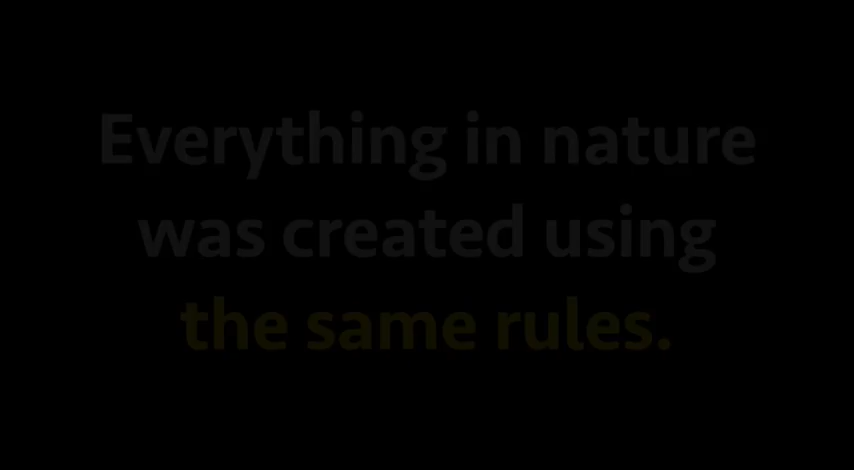 Everything in nature
was created using
the same rules.